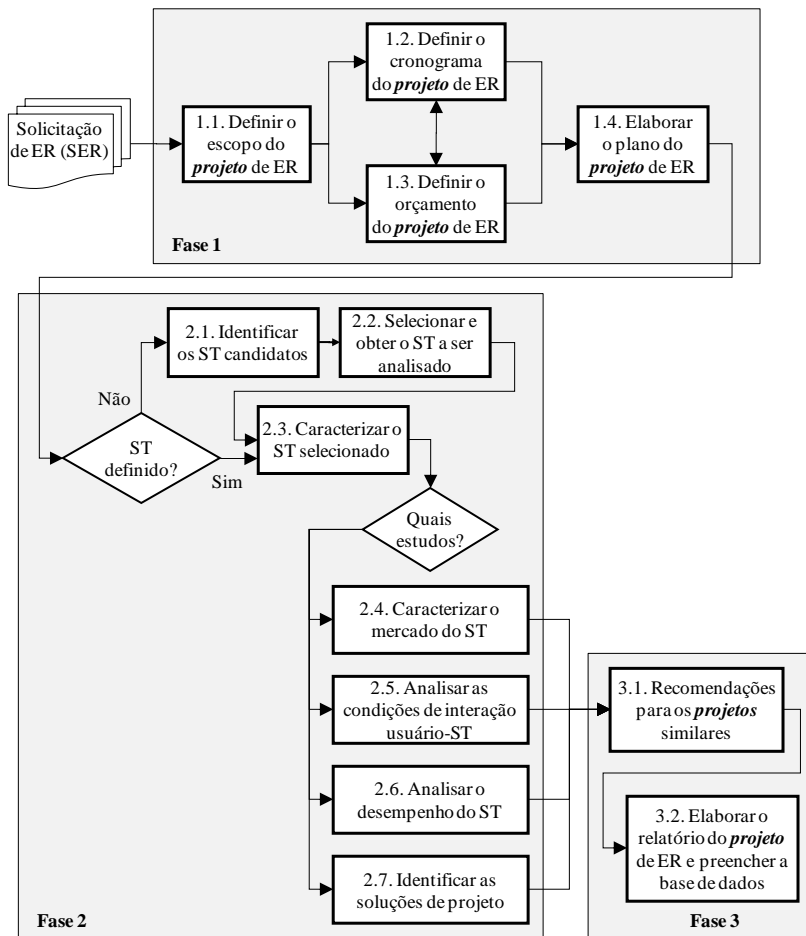 1.2. Definir o
cronograma
do projeto de ER
Solicitação
de ER (SER)
1.1. Definir o
escopo do
projeto de ER
1.4. Elaborar
o plano do
projeto de ER
1.3. Definir o
orçamento
do projeto de ER
Fase 1
2.1. Identificar
os ST candidatos
2.2. Selecionar e
obter o ST a ser
analisado
Não
ST
definido?
Sim
2.3. Caracterizar o
ST selecionado
Quais
estudos?
2.4. Caracterizar o
mercado do ST
2.5. Analisar as
condições de interação
usuário-ST
2.6. Analisar o
desempenho do ST
2.7. Identificar as
soluções de projeto
Fase 2
3.1. Recomendações
para os projetos
similares
3.2. Elaborar o
relatório do projeto
de ER e preencher a
base de dados
Fase 3